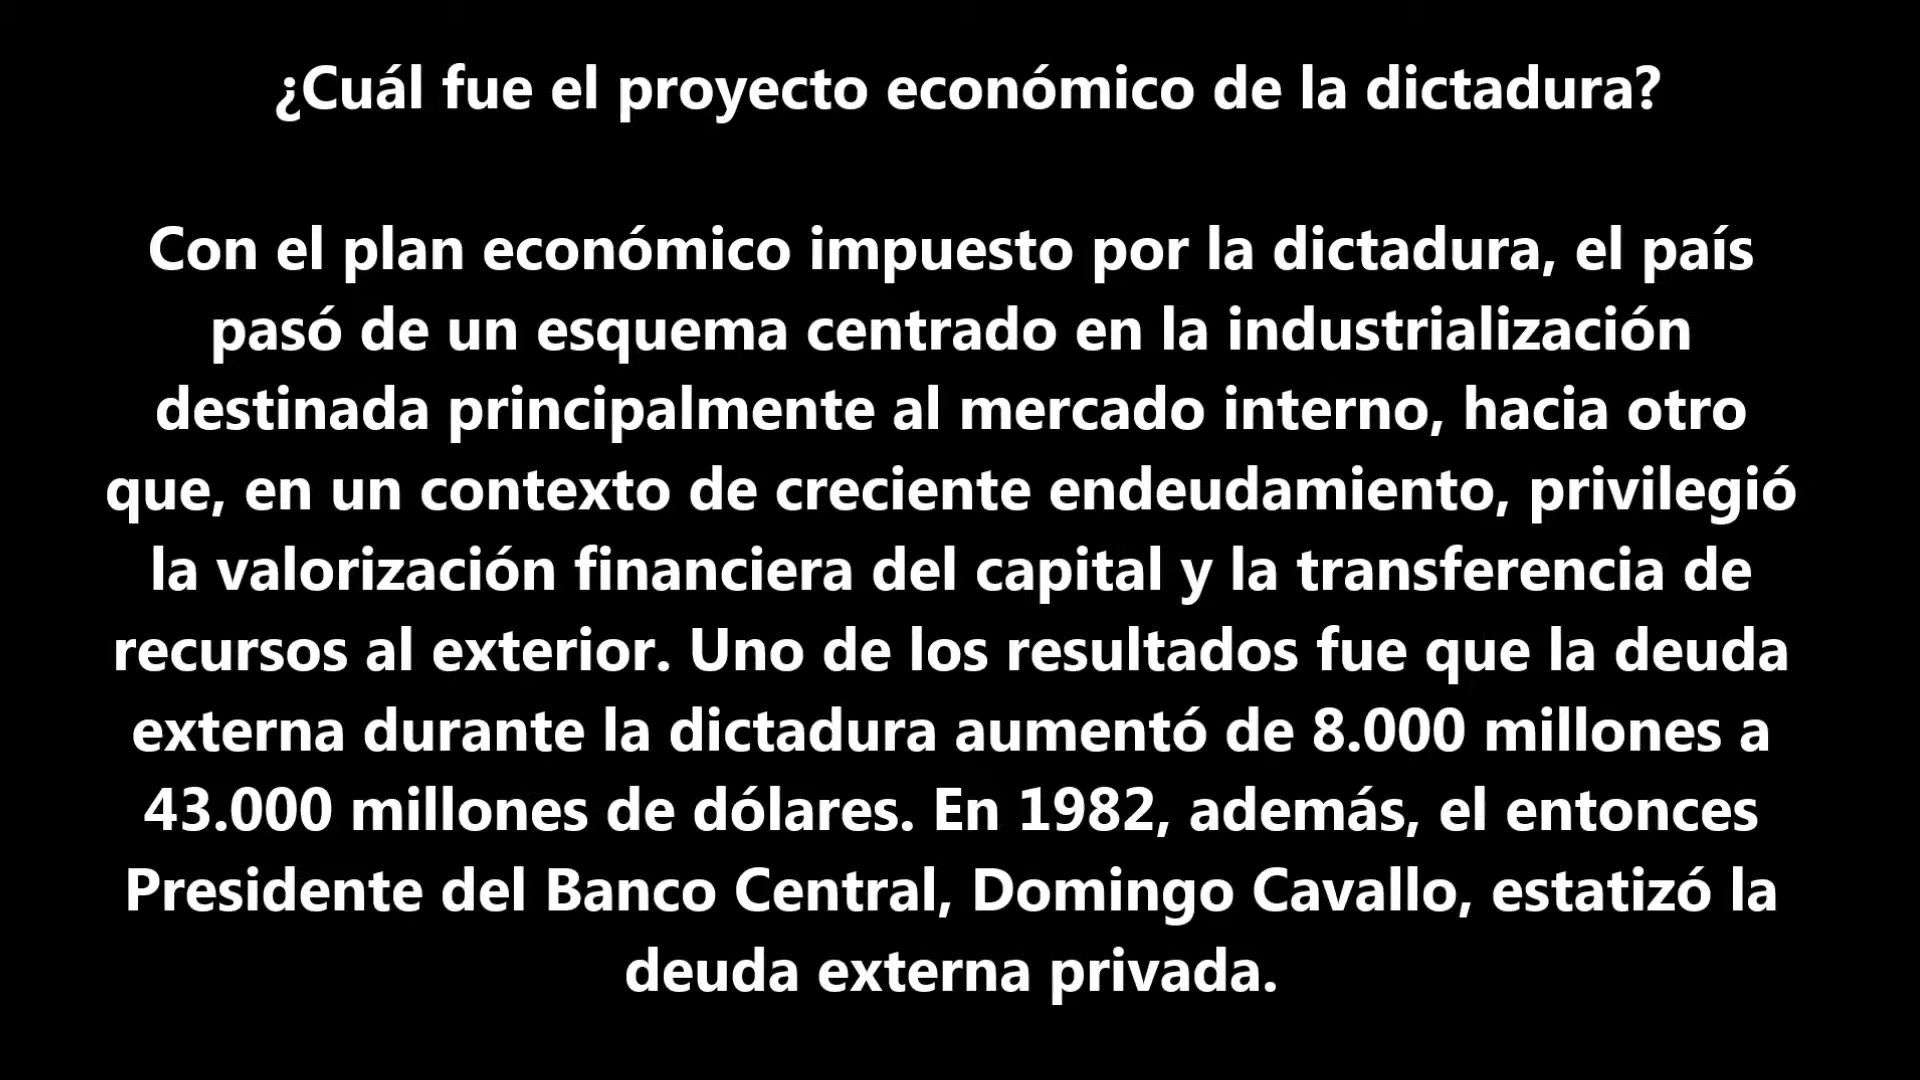 ¿Cuál fue el proyecto económico de la dictadura?
Con el plan económico impuesto por la dictadura, el país
pasó de un esquema centrado en la industrialización
destinada principalmente al mercado interno, hacia otro
que, en un contexto de creciente endeudamiento, privilegió
la valorización financiera del capital y la transferencia de
recursos al exterior. Uno de los resultados fue que la deuda
externa durante la dictadura aumentó de 8.000 millones a
43.000 millones de dólares. En 1982, además, el entonces
Presidente del Banco Central, Domingo Cavallo, estatizó la
deuda externa privada.